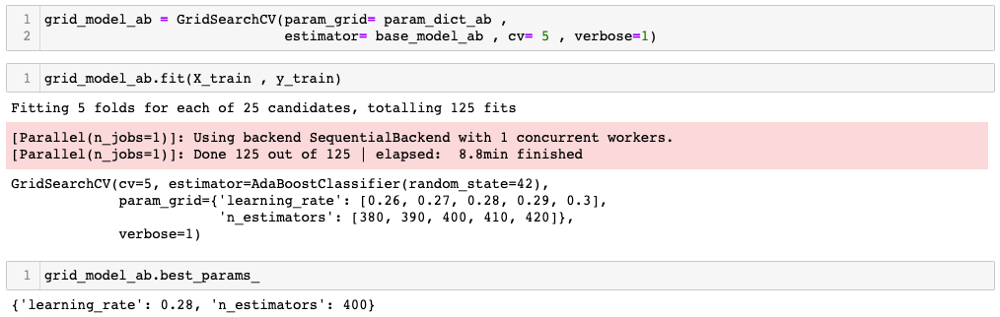 1 grid_model_ab = GridSearchCV(param_grid= param_dict_ab ,
2 estimator= base_model_ab , cv= 5 , verbose=1)
1 grid_model_ab.fit(X_train , y_train)
Fitting 5 folds for each of 25 candidates, totalling 125 fits
[Parallel(n_jobs=1)]: Using backend SequentialBackend with 1 concurrent workers.
[Parallel(n_jobs=1)]: Done 125 out of 125 | elapsed:  8.8min finished
GridSearchCV(cv=5, estimator=AdaBoostClassifier(random_state=42),
param_grid={'learning_rate': [0.26, 0.27, 0.28, 0.29, 0.3],
'n_estimators': [380, 390, 400, 410, 420]},
verbose=1)
1 grid_model_ab.best_params_
{'learning_rate': 0.28, 'n_estimators': 400}